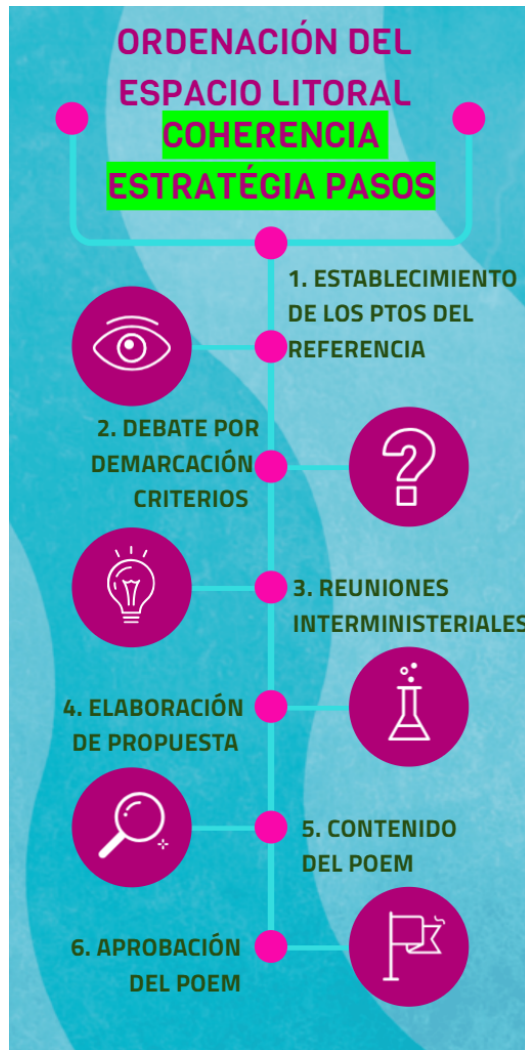 ORDENACIÓN DEL
ESPACIO LITORAL
COHERENCIA
ESTRATÉGIA PASOS
1. ESTABLECIMIENTO
DE LOS PTOS DEL
REFERENCIA
2. DEBATE POR
DEMARCACIÓN
CRITERIOS
3. REUNIONES
INTERMINISTERIALES
4. ELABORACIÓN
DE PROPUESTA
5. CONTENIDO
DEL POEM
6. APROBACIÓN
DEL POEM